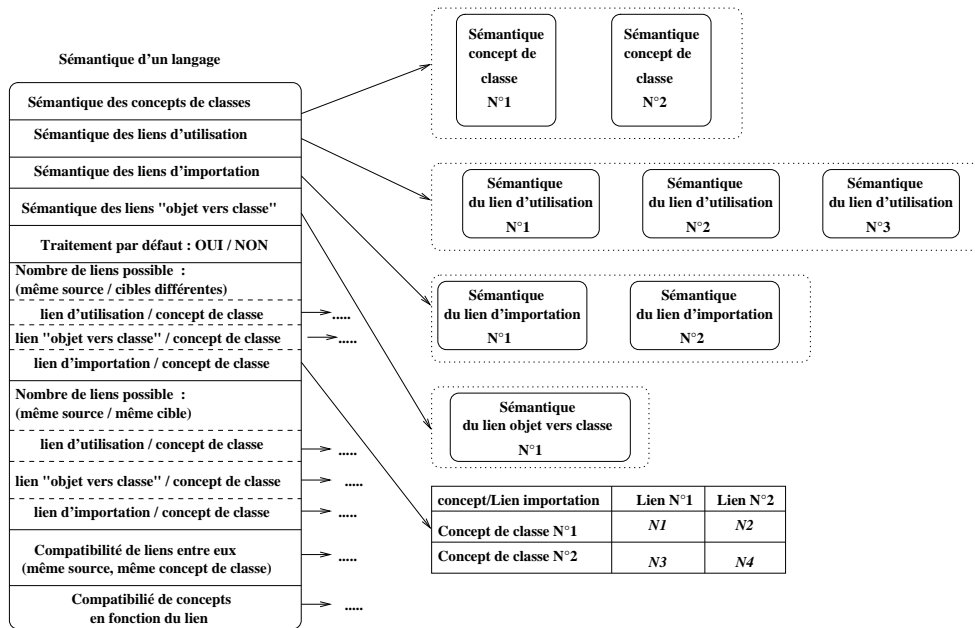 Sémantique d'un langage
Sémantique des concepts de classes
Sémantique des liens d'utilisation
Sémantique des liens d'importation
Sémantique des liens "objet vers classe"
Traitement par défaut : OUI / NON
Nombre de liens possible :
(même source / cibles différentes)
lien d'utilisation / concept de classe
.....
lien "objet vers classe" / concept de classe
.....
lien d'importation / concept de classe
Nombre de liens possible :
(même source / même cible)
lien d'utilisation / concept de classe
.....
lien "objet vers classe" / concept de classe
.....
lien d'importation / concept de classe
.....
Compatibilité de liens entre eux
(même source, même concept de classe)
.....
Compatibilié de concepts
en fonction du lien
.....
Sémantique
concept de
classe
N°1
Sémantique
concept de
classe
N°2
Sémantique
du lien d'utilisation
N°1
Sémantique
du lien d'utilisation
N°2
Sémantique
du lien d'utilisation
N°3
Sémantique
du lien d'importation
N°1
Sémantique
du lien d'importation
N°2
Sémantique
du lien objet vers classe
N°1
concept/Lien importation Lien N°1 Lien N°2
Concept de classe N°1 N1 N2
Concept de classe N°2 N3 N4